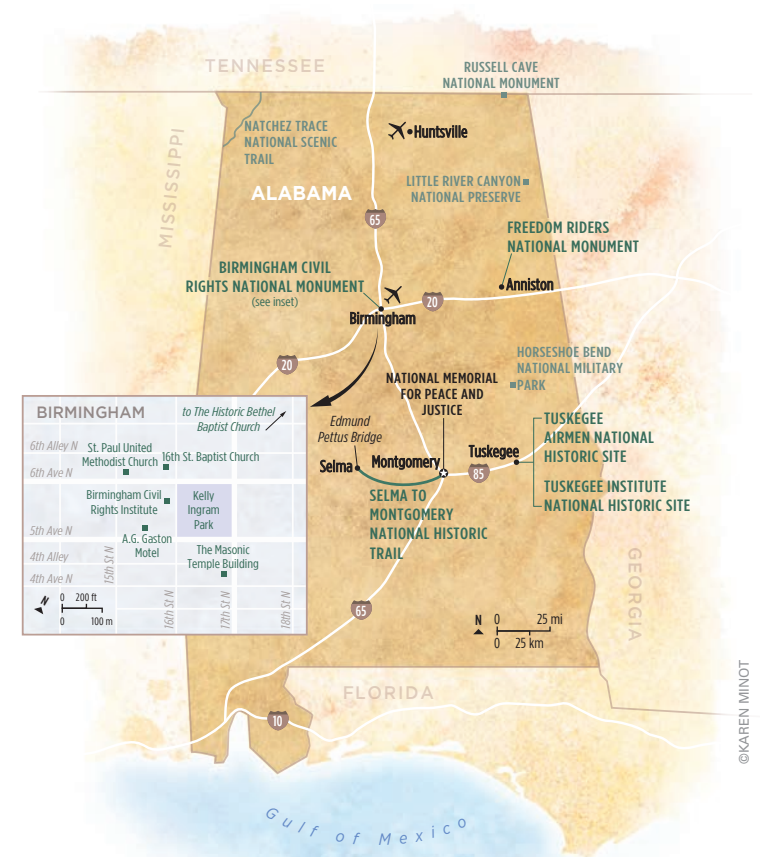 TENNESSEE
RUSSELL CAVE
NATIONAL MONUMENT
MISSISSIPPI
NATCHEZ TRACE
NATIONAL SCENIC
TRAIL
Huntsville
ALABAMA
LITTLE RIVER CANYON
NATIONAL PRESERVE
65
FREEDOM RIDERS
NATIONAL MONUMENT
BIRMINGHAM CIVIL
RIGHTS NATIONAL MONUMENT
(see inset)
Anniston
20
Birmingham
20
HORSESHOE BEND
NATIONAL MILITARY
PARK
NATIONAL MEMORIAL
FOR PEACE AND
JUSTICE
Edmund
Pettus Bridge
Selma
Montgomery
Tuskegee
85
TUSKEGEE
AIRMEN NATIONAL
HISTORIC SITE
TUSKEGEE INSTITUTE
NATIONAL HISTORIC SITE
SELMA TO
MONTGOMERY
NATIONAL HISTORIC
TRAIL
BIRMINGHAM
to The Historic Bethel
Baptist Church
6th Alley N
St. Paul United
Methodist Church
16th St. Baptist Church
6th Ave N
Birmingham Civil
Rights Institute
Kelly
Ingram
Park
5th Ave N
A.G. Gaston
Motel
4th Alley
The Masonic
Temple Building
4th Ave N
15th St N
16th St N
17th St N
18th St N
N
0 200 ft
0 100 m
65
N 0 25 mi
0 25 km
GEORGIA
FLORIDA
10
Gulf of Mexico
©KAREN MINOT